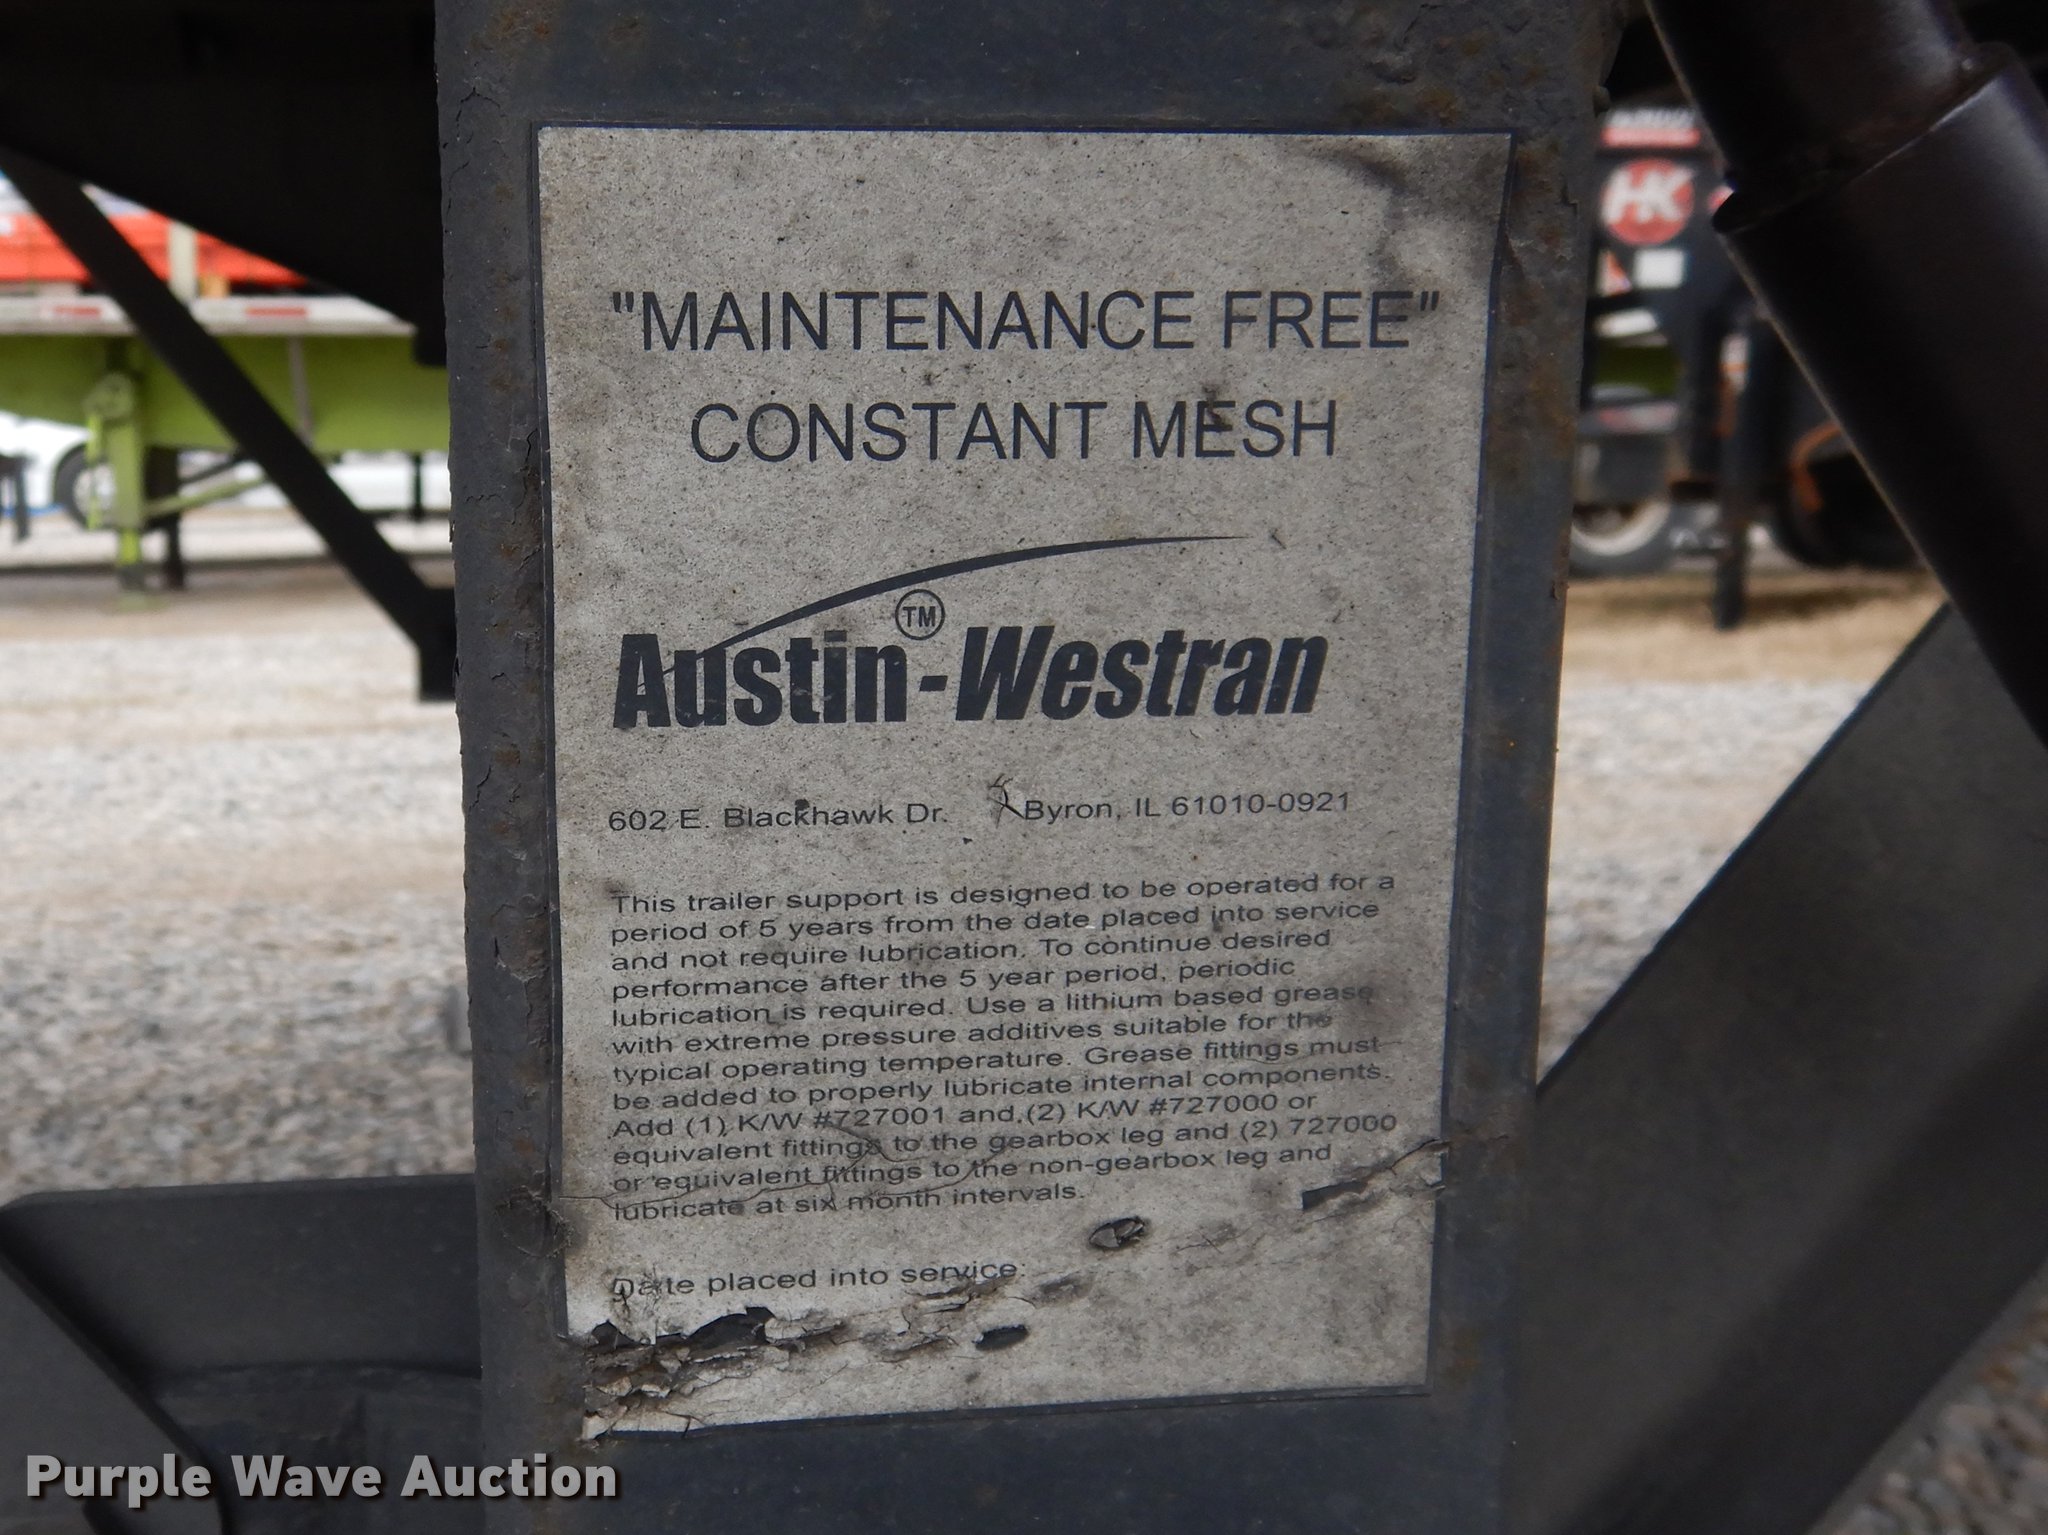 "MAINTENANCE FREE"
CONSTANT MESH
Austin-Westran
TM
602 E. Blackhawk Dr. Byron, IL 61010-0921
This trailer support is designed to be operated for a
period of 5 years from the date placed into service
and not require lubrication. To continue desired
performance after the 5 year period, periodic
lubrication is required. Use a lithium based grease
with extreme pressure additives suitable for the
typical operating temperature. Grease fittings must
be added to properly lubricate internal components.
Add (1) K/W #727001 and (2) K/W #727000 or
equivalent fittings to the gearbox leg and (2) 727000
or equivalent fittings to the non-gearbox leg and
lubricate at six month intervals.
Date placed into service:
HK
Purple Wave Auction